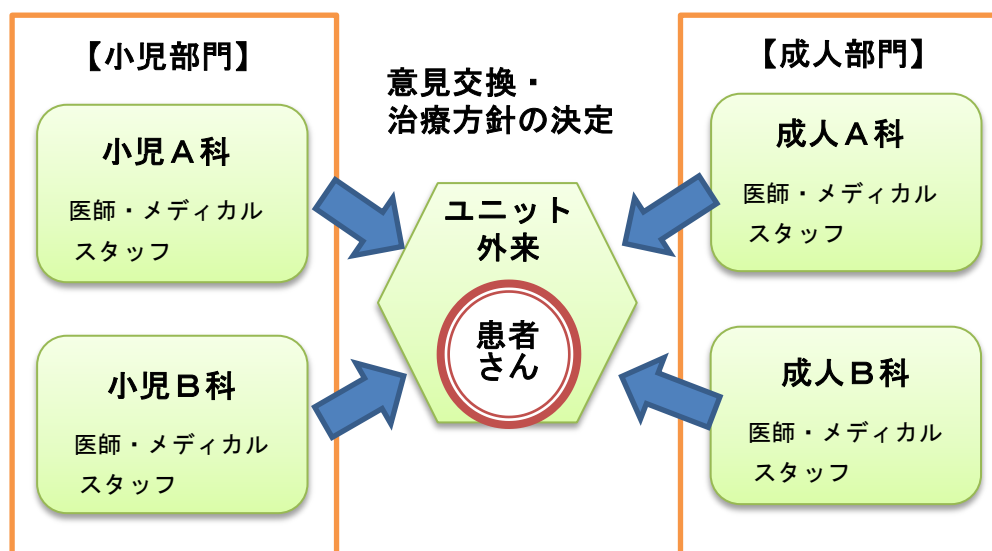 【小児部門】
小児A科
医師・メディカル
スタッフ
小児B科
医師・メディカル
スタッフ
意見交換・
治療方針の決定
ユニット
外来
患者
さん
【成人部門】
成人A科
医師・メディカル
スタッフ
成人B科
医師・メディカル
スタッフ